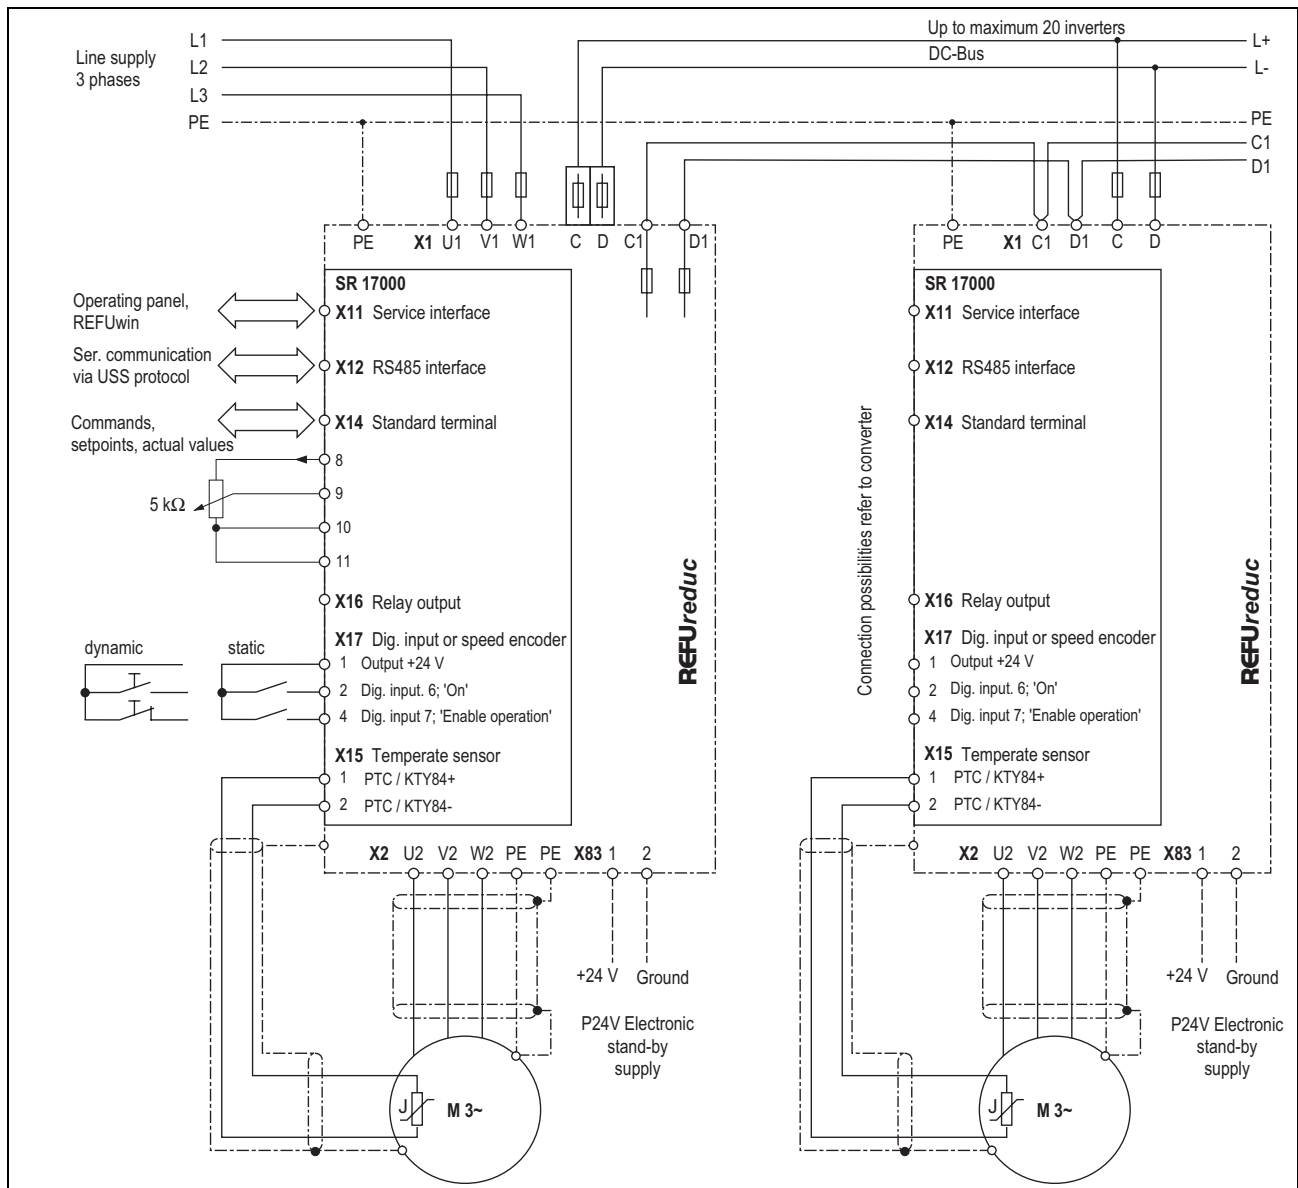 Up to maximum 20 inverters
DC-Bus
Line supply
3 phases
L1
L2
L3
PE
L+
L-
PE
C1
D1
PE X1 U1 V1 W1 C D C1 D1
PE X1 C1 D1 C D
SR 17000
Operating panel,
REFUwin
X11 Service interface
Ser. communication
via USS protocol
X12 RS485 interface
Commands,
setpoints, actual values
X14 Standard terminal
8
5 kΩ
9
10
11
X16 Relay output
X17 Dig. input or speed encoder
dynamic
static
1 Output +24 V
2 Dig. input. 6; 'On'
4 Dig. input 7; 'Enable operation'
X15 Temperate sensor
1 PTC / KTY84+
2 PTC / KTY84-
REFUreduc
X2 U2 V2 W2 PE PE X83 1 2
+24 V Ground
P24V Electronic
stand-by
supply
J
M 3~
SR 17000
X11 Service interface
X12 RS485 interface
X14 Standard terminal
Connection possibilities refer to converter
X16 Relay output
X17 Dig. input or speed encoder
1 Output +24 V
2 Dig. input. 6; 'On'
4 Dig. input 7; 'Enable operation'
X15 Temperate sensor
1 PTC / KTY84+
2 PTC / KTY84-
REFUreduc
X2 U2 V2 W2 PE PE X83 1 2
+24 V Ground
P24V Electronic
stand-by
supply
J
M 3~